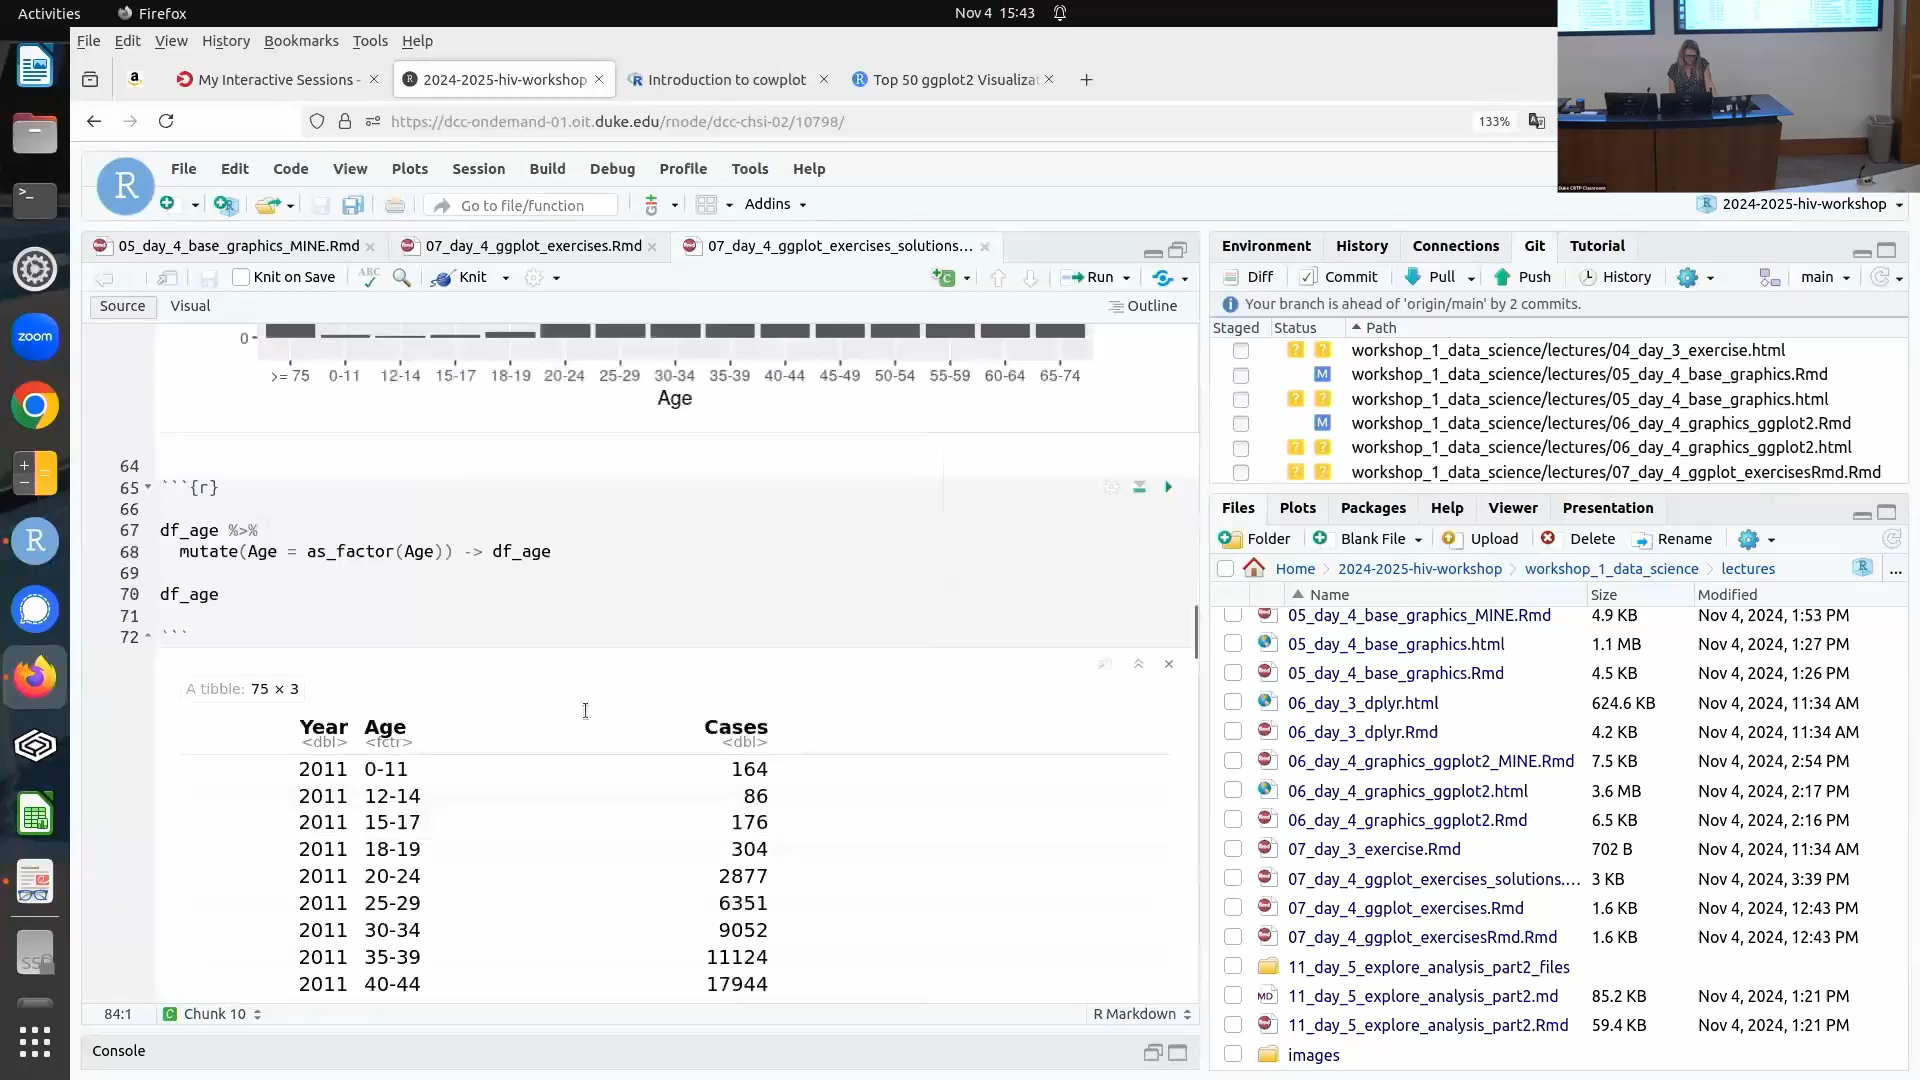 Activities
Firefox
Nov 4 15:43
File Edit View History Bookmarks Tools Help
My Interactive Sessions -
2024-2025-hiv-workshop
Introduction to cowplot
Top 50 ggplot2 Visualizat
https://dcc-ondemand-01.oit.duke.edu/rnode/dcc-chsi-02/10798/
133%
File Edit Code View Plots Session Build Debug Profile Tools Help
Go to file/function
Addins
2024-2025-hiv-workshop
05_day_4_base_graphics_MINE.Rmd
07_day_4_ggplot_exercises.Rmd
07_day_4_ggplot_exercises_solutions...
Knit on Save
ABC
Knit
Run
Source Visual
Outline
0
>= 75 0-11 12-14 15-17 18-19 20-24 25-29 30-34 35-39 40-44 45-49 50-54 55-59 60-64 65-74
Age
64
65 ```{r}
66
67 df_age %>%
68 mutate(Age = as_factor(Age)) -> df_age
69
70 df_age
71
72 ```
A tibble: 75 × 3
Year Age Cases
<dbl> <fctr> <dbl>
2011 0-11 164
2011 12-14 86
2011 15-17 176
2011 18-19 304
2011 20-24 2877
2011 25-29 6351
2011 30-34 9052
2011 35-39 11124
2011 40-44 17944
84:1
Chunk 10
R Markdown
Console
Environment History Connections Git Tutorial
Diff Commit Pull Push History main
Your branch is ahead of 'origin/main' by 2 commits.
Staged Status Path
workshop_1_data_science/lectures/04_day_3_exercise.html
M workshop_1_data_science/lectures/05_day_4_base_graphics.Rmd
workshop_1_data_science/lectures/05_day_4_base_graphics.html
M workshop_1_data_science/lectures/06_day_4_graphics_ggplot2.Rmd
workshop_1_data_science/lectures/06_day_4_graphics_ggplot2.html
workshop_1_data_science/lectures/07_day_4_ggplot_exercisesRmd.Rmd
Files Plots Packages Help Viewer Presentation
Folder Blank File Upload Delete Rename
Home 2024-2025-hiv-workshop workshop_1_data_science lectures ...
Name Size Modified
05_day_4_base_graphics_MINE.Rmd 4.9 KB Nov 4, 2024, 1:53 PM
05_day_4_base_graphics.html 1.1 MB Nov 4, 2024, 1:27 PM
05_day_4_base_graphics.Rmd 4.5 KB Nov 4, 2024, 1:26 PM
06_day_3_dplyr.html 624.6 KB Nov 4, 2024, 11:34 AM
06_day_3_dplyr.Rmd 4.2 KB Nov 4, 2024, 11:34 AM
06_day_4_graphics_ggplot2_MINE.Rmd 7.5 KB Nov 4, 2024, 2:54 PM
06_day_4_graphics_ggplot2.html 3.6 MB Nov 4, 2024, 2:17 PM
06_day_4_graphics_ggplot2.Rmd 6.5 KB Nov 4, 2024, 2:16 PM
07_day_3_exercise.Rmd 702 B Nov 4, 2024, 11:34 AM
07_day_4_ggplot_exercises_solutions.... 3 KB Nov 4, 2024, 3:39 PM
07_day_4_ggplot_exercises.Rmd 1.6 KB Nov 4, 2024, 12:43 PM
07_day_4_ggplot_exercisesRmd.Rmd 1.6 KB Nov 4, 2024, 12:43 PM
11_day_5_explore_analysis_part2_files
MD 11_day_5_explore_analysis_part2.md 85.2 KB Nov 4, 2024, 1:21 PM
11_day_5_explore_analysis_part2.Rmd 59.4 KB Nov 4, 2024, 1:21 PM
images
zoom
Duke CRTP Classroom